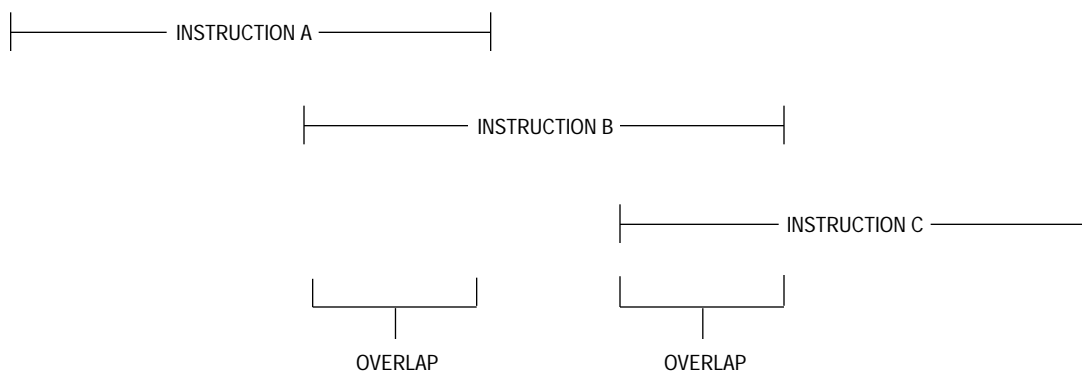 INSTRUCTION A
INSTRUCTION B
INSTRUCTION C
OVERLAP
OVERLAP